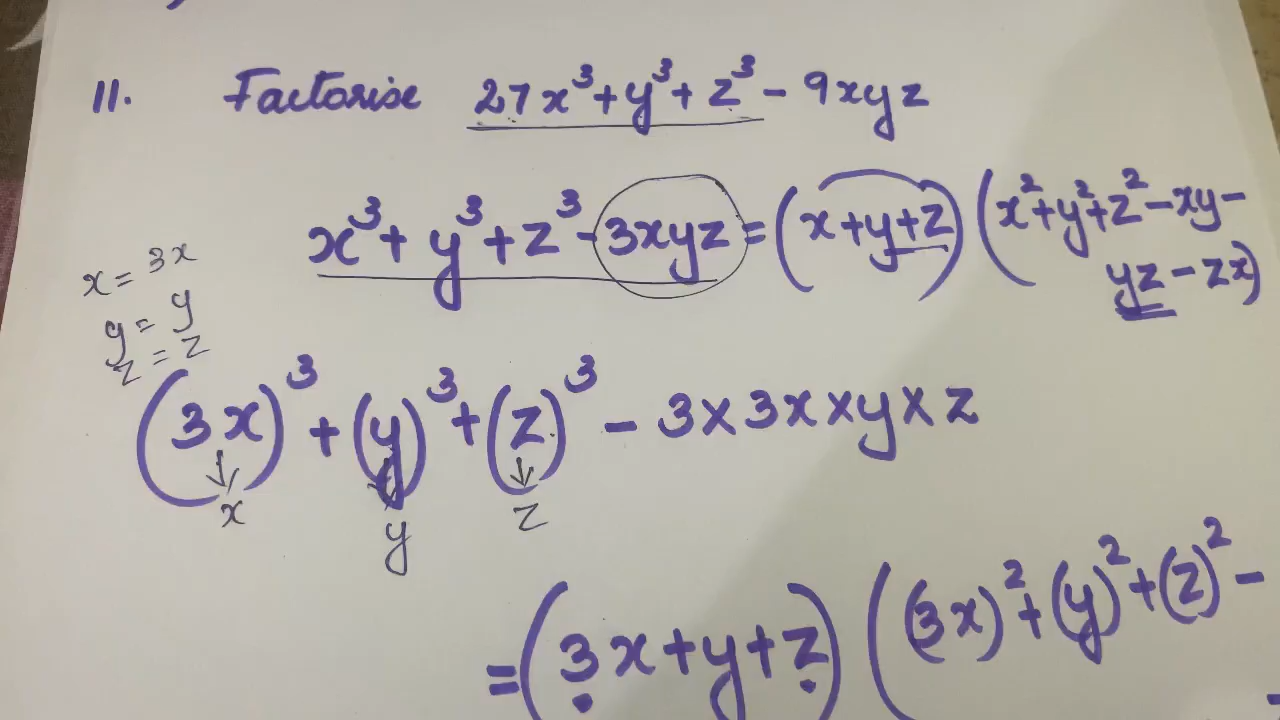 11. Factorise 27x³ + y³ + z³ - 9xyz
x³ + y³ + z³ - 3xyz = (x + y + z) (x² + y² + z² - xy -
yz - zx)
x = 3x
y = y
z = z
(3x)³ + (y)³ + (z)³ - 3 × 3x × y × z
x y z
= (3x + y + z) ((3x)² + (y)² + (z)² -